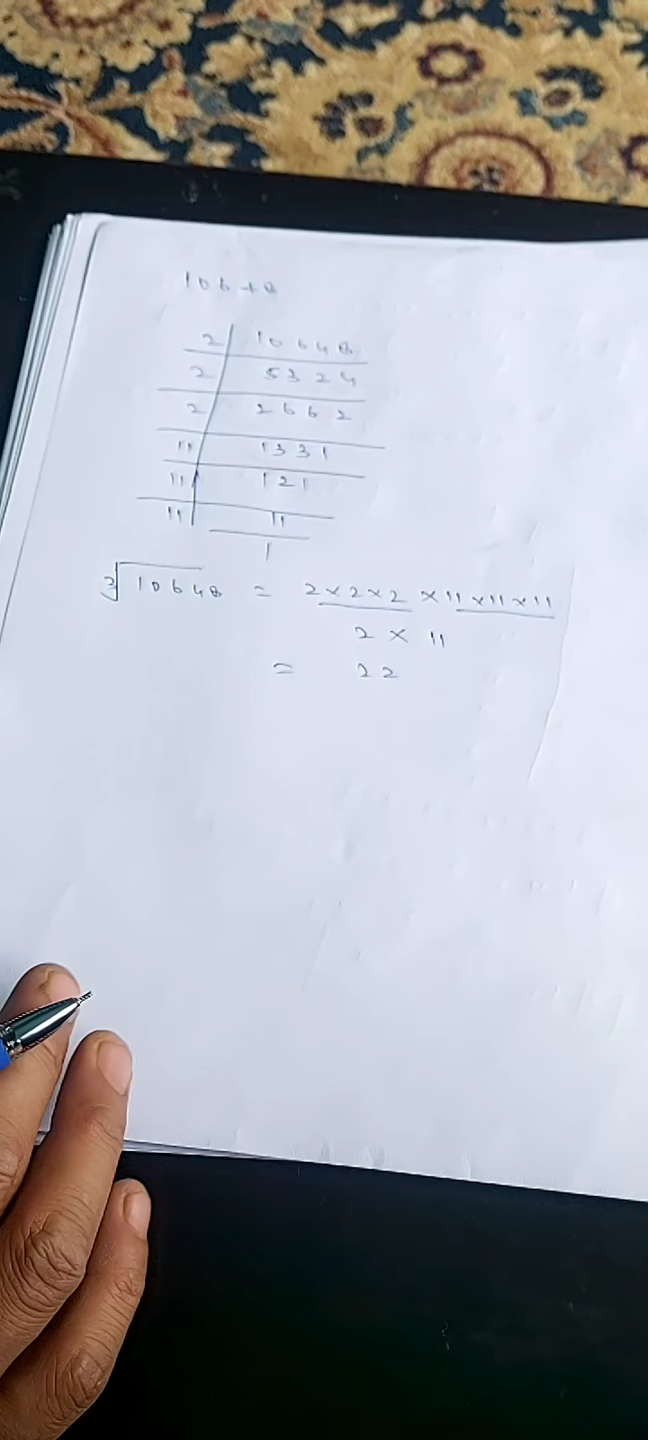 10648
2 | 10648
2 | 5324
2 | 2662
11 | 1331
11 | 121
11 | 11
1
∛10648 = 2×2×2 ×11×11×11
2 × 11
= 22